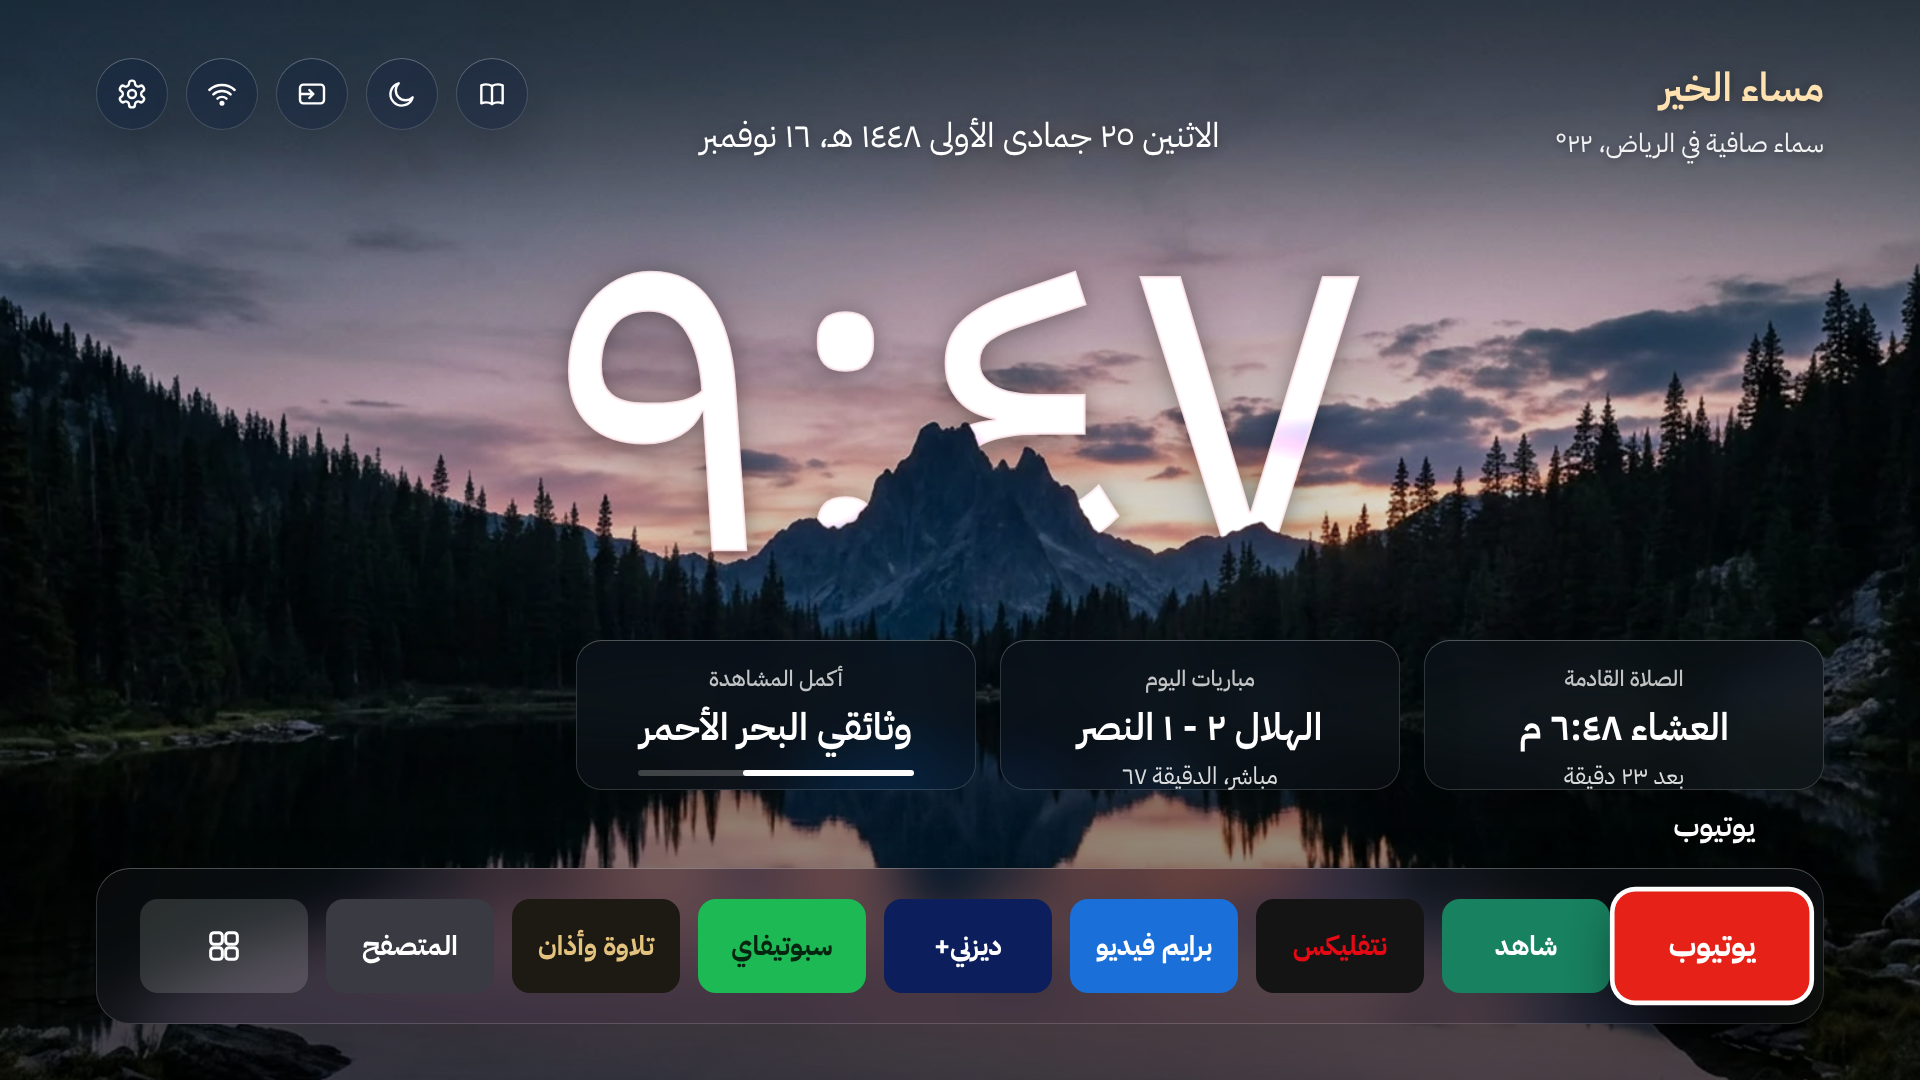 مساء الخير
سماء صافية في الرياض، ٢٢°
الاثنين ٢٥ جمادى الأولى ١٤٤٨ هـ، ١٦ نوفمبر
٩:٤٧
الصلاة القادمة
العشاء ٦:٤٨ م
بعد ٢٣ دقيقة
مباريات اليوم
الهلال ٢ - ١ النصر
مباشر، الدقيقة ٦٧
أكمل المشاهدة
وثائقي البحر الأحمر
يوتيوب
يوتيوب
شاهد
نتفليكس
برايم فيديو
ديزني+
سبوتيفاي
تلاوة وأذان
المتصفح